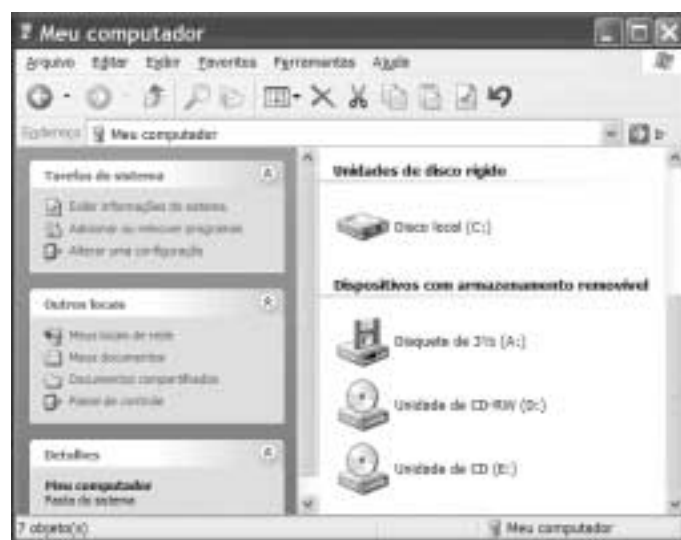 Meu computador
Arquivo Editar Exibir Favoritos Ferramentas Ajuda
Endereço Meu computador Ir
Tarefas do sistema
Exibir informações do sistema
Adicionar ou remover programas
Alterar uma configuração
Outros locais
Meus locais de rede
Meus documentos
Documentos compartilhados
Painel de controle
Detalhes
Meu computador
Pasta do sistema
Unidades de disco rígido
Disco local (C:)
Dispositivos com armazenamento removível
Disquete de 3½ (A:)
Unidade de CD-RW (D:)
Unidade de CD (E:)
7 objeto(s)
Meu computador